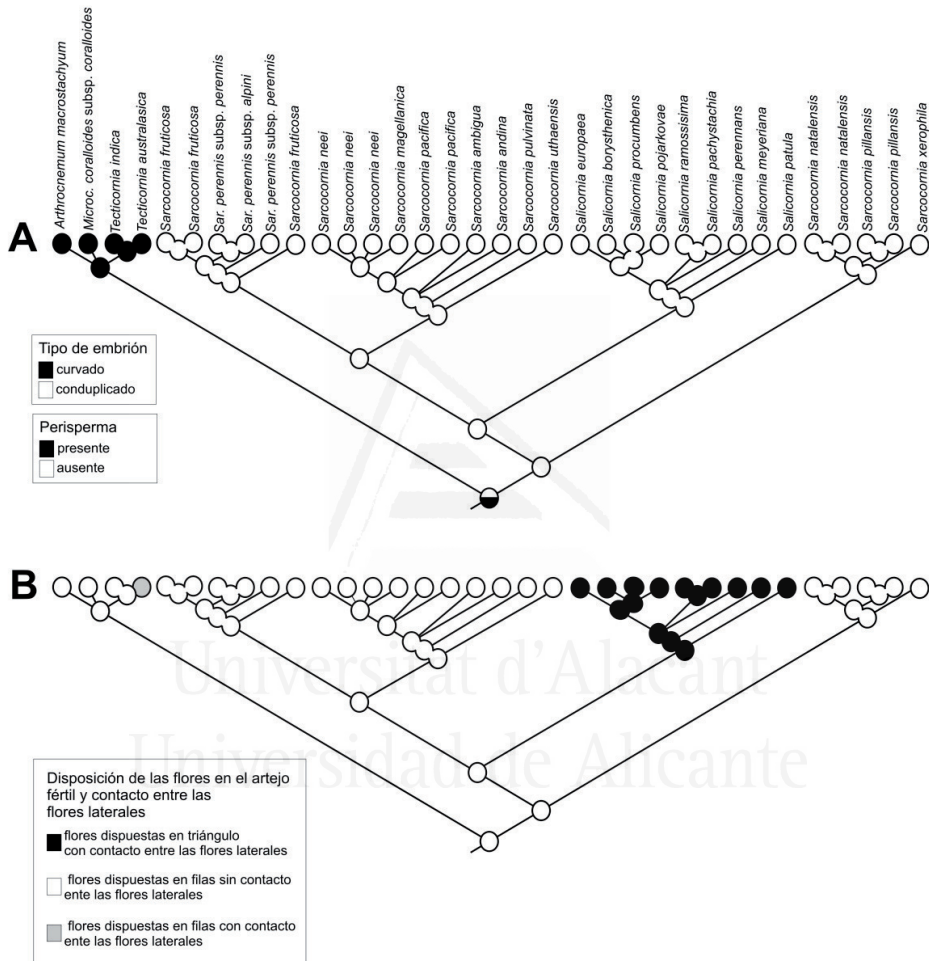 Arthrocnemum macrostachyum
Microc. coralloides subsp. coralloides
Tecticornia indica
Tecticornia australasica
Sarcocornia fruticosa
Sarcocornia fruticosa
Sar. perennis subsp. perennis
Sar. perennis subsp. alpini
Sar. perennis subsp. perennis
Sarcocornia fruticosa
Sarcocornia neei
Sarcocornia neei
Sarcocornia neei
Sarcocornia magellanica
Sarcocornia pacifica
Sarcocornia pacifica
Sarcocornia ambigua
Sarcocornia andina
Sarcocornia pulvinata
Sarcocornia uthaensis
Salicornia europaea
Salicornia borysthenica
Salicornia procumbens
Salicornia pojarkovae
Salicornia ramossisima
Salicornia pachystachia
Salicornia perennans
Salicornia meyeriana
Salicornia patula
Sarcocornia natalensis
Sarcocornia natalensis
Sarcocornia pillansis
Sarcocornia pillansis
Sarcocornia xerophila
A
Tipo de embrión
curvado
conduplicado
Perisperma
presente
ausente
B
Universitat d'Alacant
Universidad de Alicante
Disposición de las flores en el artejo
fértil y contacto entre las
flores laterales
flores dispuestas en triángulo
con contacto entre las flores laterales
flores dispuestas en filas sin contacto
ente las flores laterales
flores dispuestas en filas con contacto
ente las flores laterales